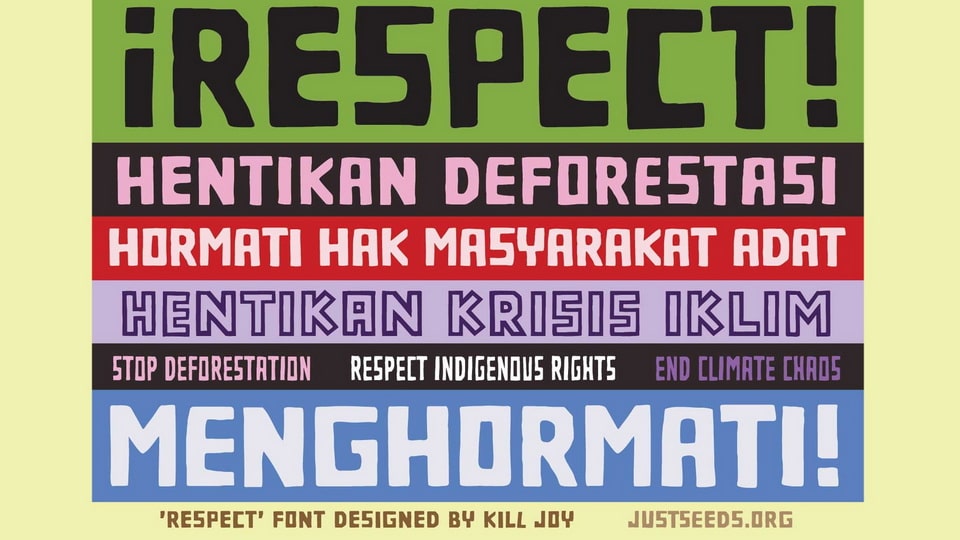 ¡RESPECT!
HENTIKAN DEFORESTASI
HORMATI HAK MASYARAKAT ADAT
HENTIKAN KRISIS IKLIM
STOP DEFORESTATION RESPECT INDIGENOUS RIGHTS END CLIMATE CHAOS
MENGHORMATI!
'RESPECT' FONT DESIGNED BY KILL JOY JUSTSEEDS.ORG